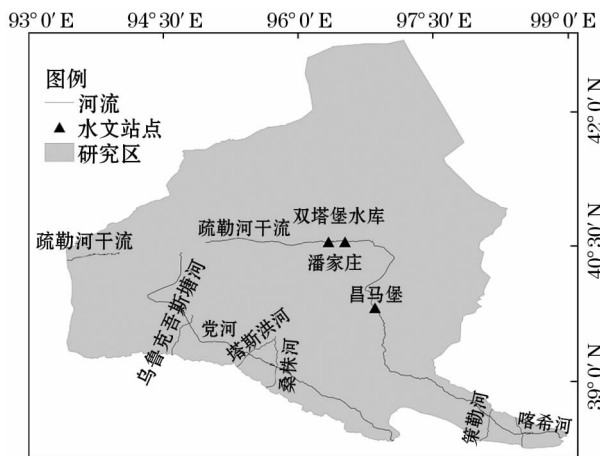 93°0′ E
94°30′ E
96°0′ E
97°30′ E
99°0′ E
图例
河流
水文站点
研究区
42°0′ N
双塔堡水库
疏勒河干流
疏勒河干流
40°30′ N
潘家庄
昌马堡
乌鲁克吾斯塘河
党河
塔斯洪河
桑株河
39°0′ N
策勒河
喀希河